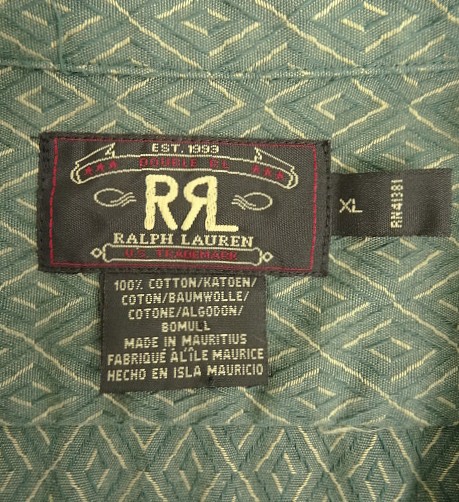 EST. 1993
DOUBLE RL
RRL
RALPH LAUREN
U.S. TRADEMARK
XL
RN41381
100% COTTON/KATOEN/
COTON/BAUMWOLLE/
COTONE/ALGODÓN/
BOMULL
MADE IN MAURITIUS
FABRIQUÉ À L'ÎLE MAURICE
HECHO EN ISLA MAURICIO